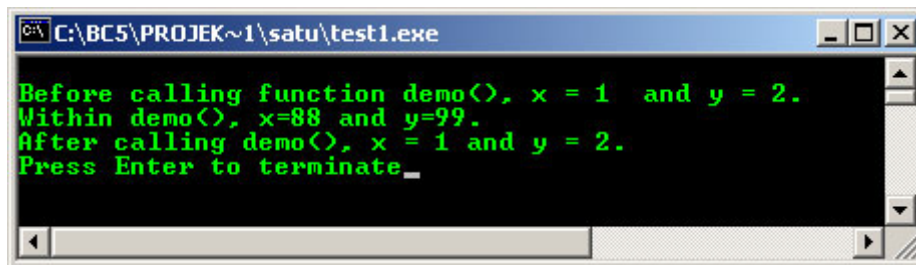 C:\BC5\PROJEK~1\satu\test1.exe
Before calling function demo(), x = 1  and y = 2.
Within demo(), x=88 and y=99.
After calling demo(), x = 1 and y = 2.
Press Enter to terminate_